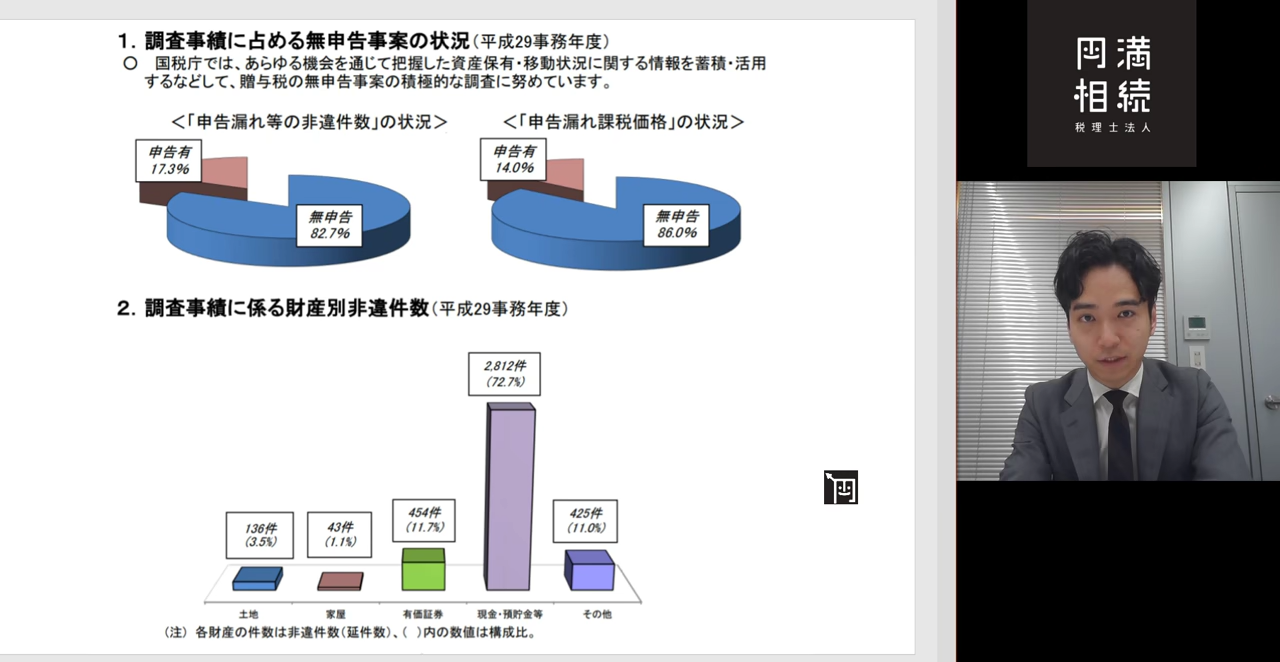 1. 調査事績に占める無申告事案の状況(平成29事務年度)
○ 国税庁では、あらゆる機会を通じて把握した資産保有・移動状況に関する情報を蓄積・活用
するなどして、贈与税の無申告事案の積極的な調査に努めています。
<「申告漏れ等の非違件数」の状況>
<「申告漏れ課税価格」の状況>
申告有
17.3%
無申告
82.7%
申告有
14.0%
無申告
86.0%
2. 調査事績に係る財産別非違件数(平成29事務年度)
2,812件
(72.7%)
136件
(3.5%)
43件
(1.1%)
454件
(11.7%)
425件
(11.0%)
土地
家屋
有価証券
現金・預貯金等
その他
(注) 各財産の件数は非違件数(延件数)、( )内の数値は構成比。
円満
相続
税理士法人
円